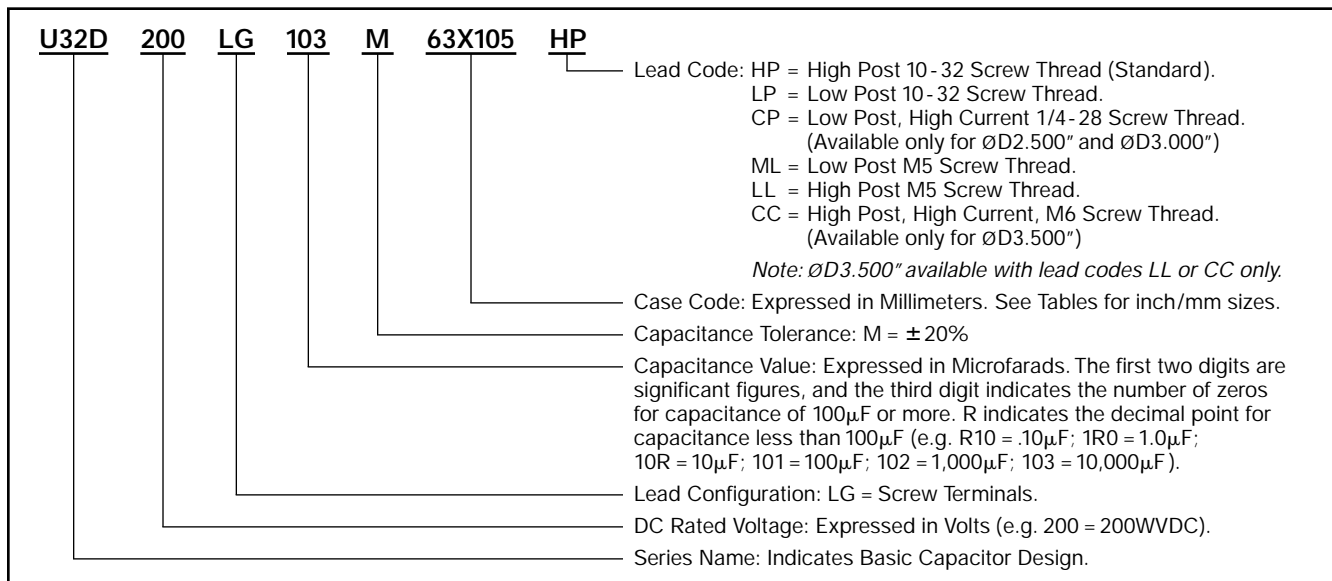 U32D 200 LG 103 M 63X105 HP
Lead Code: HP = High Post 10-32 Screw Thread (Standard).
LP = Low Post 10-32 Screw Thread.
CP = Low Post, High Current 1/4-28 Screw Thread.
(Available only for ØD2.500" and ØD3.000")
ML = Low Post M5 Screw Thread.
LL = High Post M5 Screw Thread.
CC = High Post, High Current, M6 Screw Thread.
(Available only for ØD3.500")
Note: ØD3.500" available with lead codes LL or CC only.
Case Code: Expressed in Millimeters. See Tables for inch/mm sizes.
Capacitance Tolerance: M = ±20%
Capacitance Value: Expressed in Microfarads. The first two digits are
significant figures, and the third digit indicates the number of zeros
for capacitance of 100µF or more. R indicates the decimal point for
capacitance less than 100µF (e.g. R10 = .10µF; 1R0 = 1.0µF;
10R = 10µF; 101 = 100µF; 102 = 1,000µF; 103 = 10,000µF).
Lead Configuration: LG = Screw Terminals.
DC Rated Voltage: Expressed in Volts (e.g. 200 = 200WVDC).
Series Name: Indicates Basic Capacitor Design.